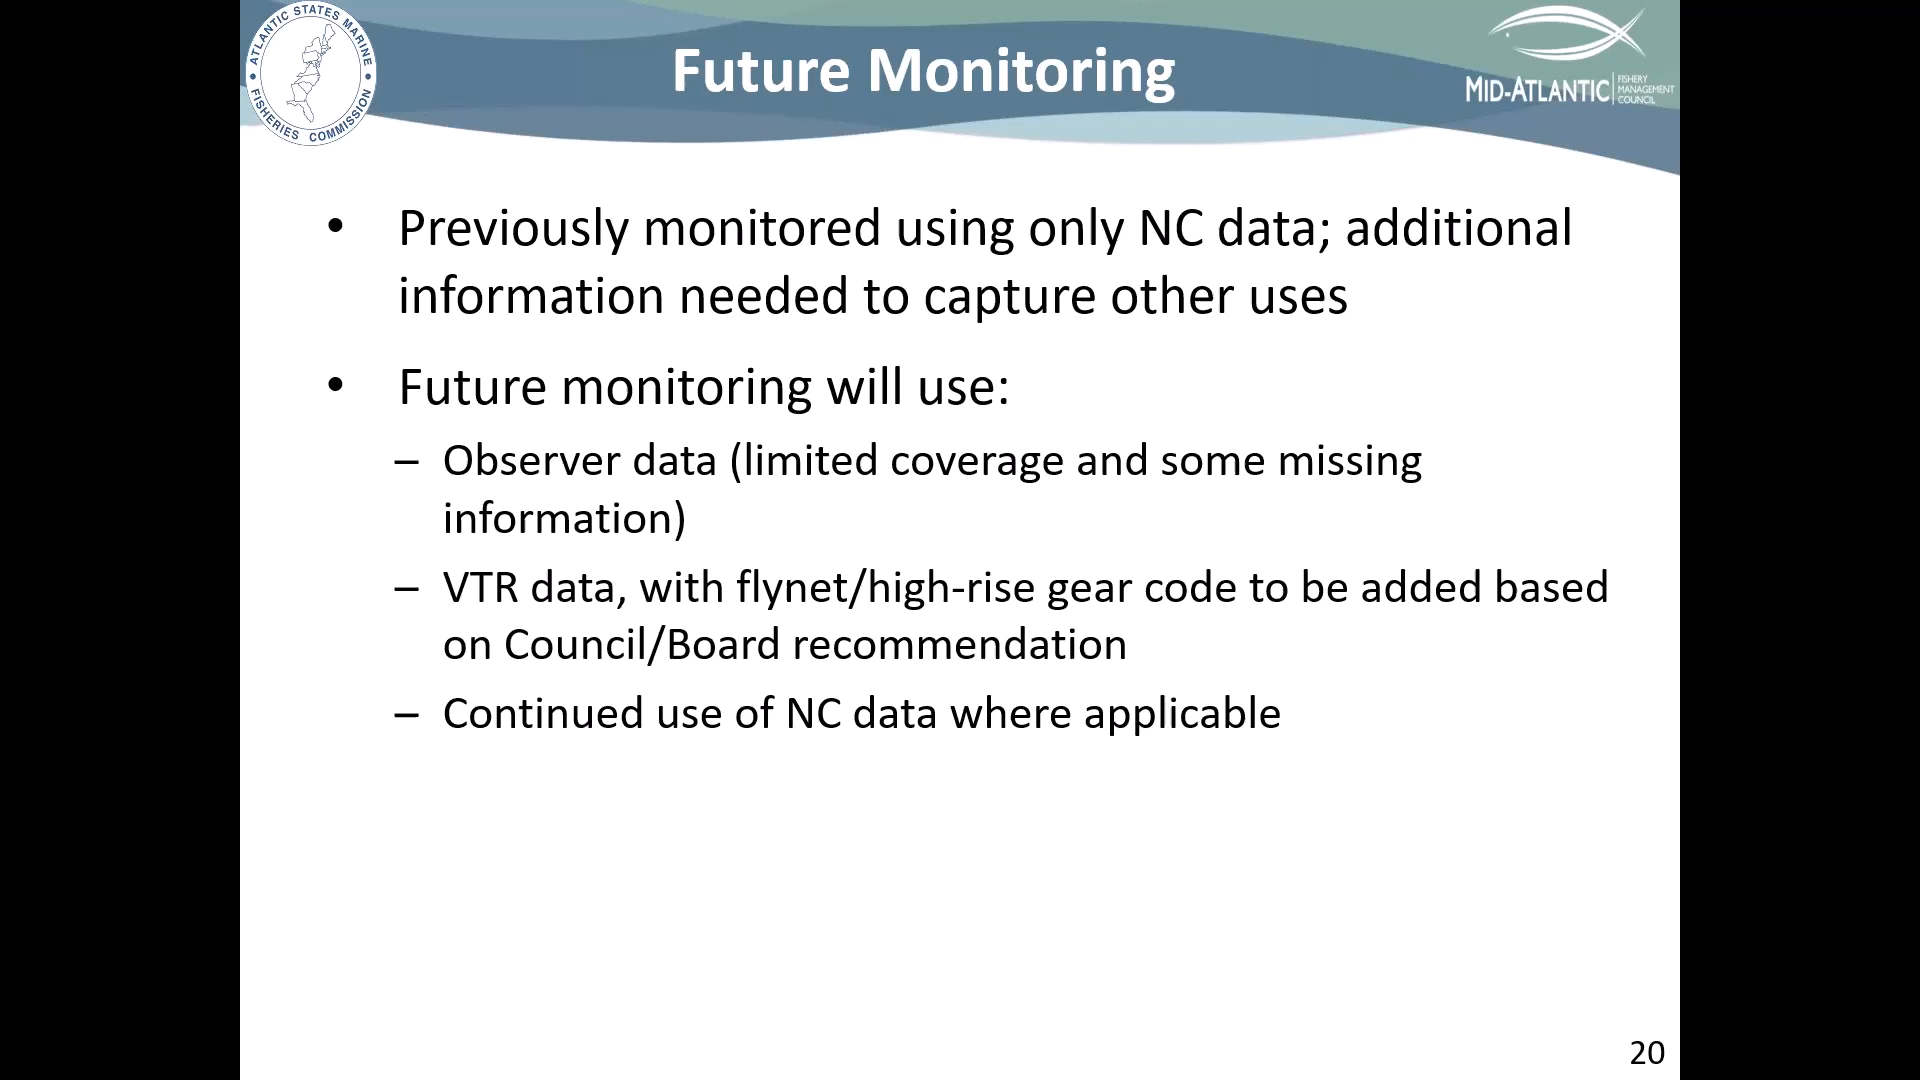 ATLANTIC STATES MARINE FISHERIES COMMISSION
Future Monitoring
MID-ATLANTIC
FISHERY
MANAGEMENT
COUNCIL
• Previously monitored using only NC data; additional
information needed to capture other uses
• Future monitoring will use:
– Observer data (limited coverage and some missing
information)
– VTR data, with flynet/high-rise gear code to be added based
on Council/Board recommendation
– Continued use of NC data where applicable
20